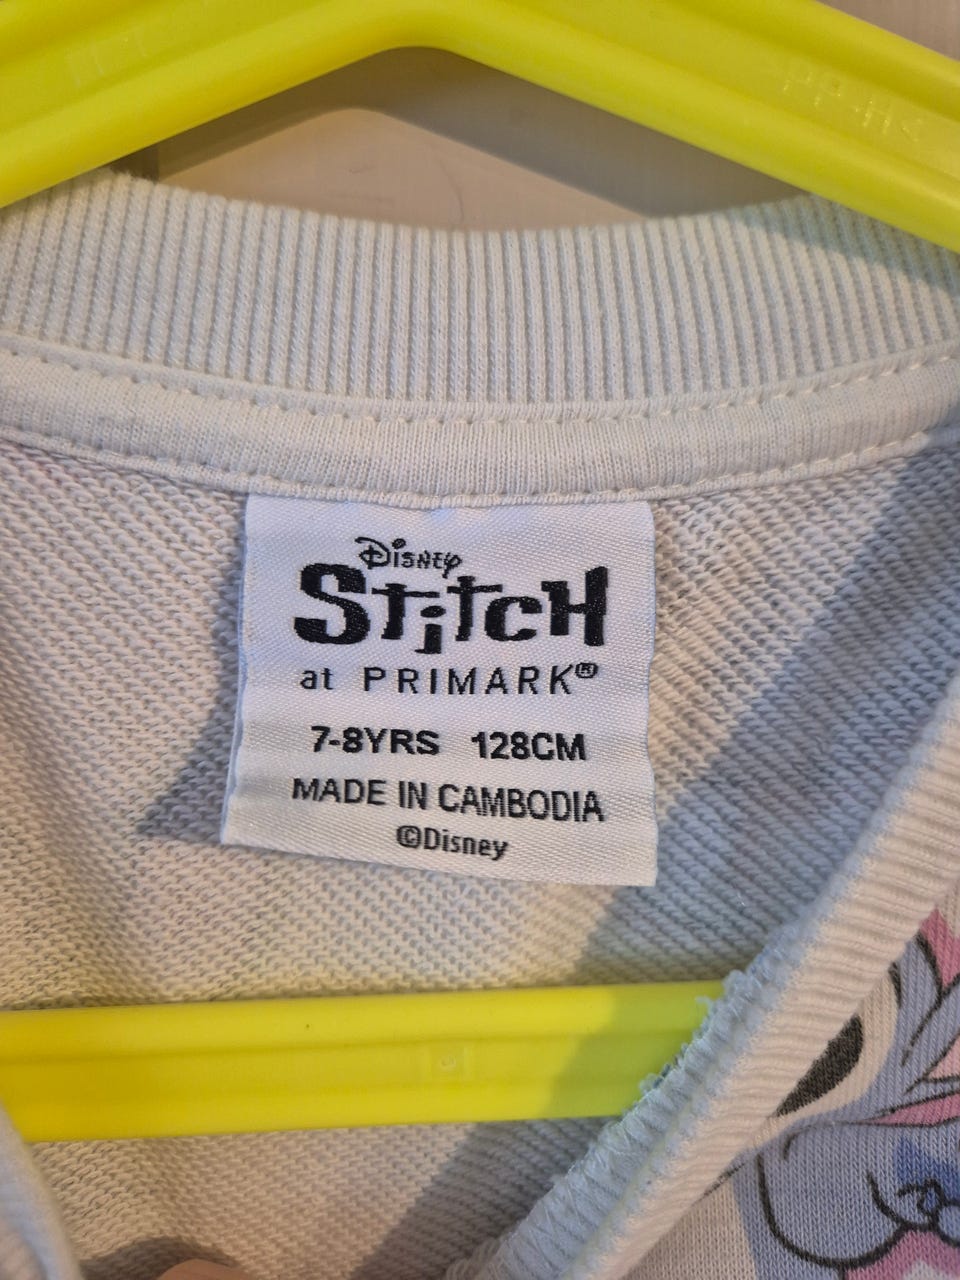 Disney
Stitch
at PRIMARK®
7-8YRS 128CM
MADE IN CAMBODIA
©Disney